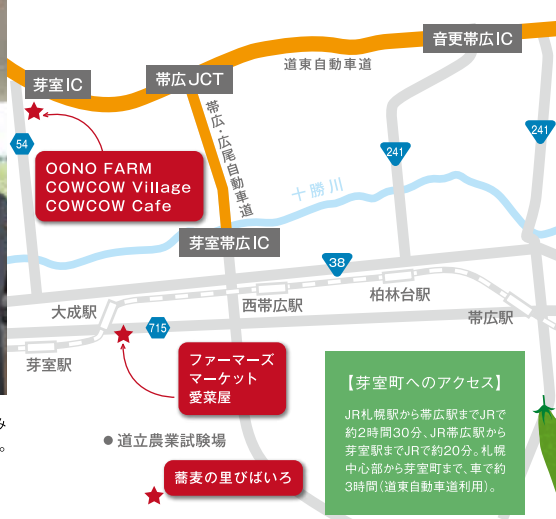 音更帯広IC
道東自動車道
帯広JCT
芽室IC
54
241
241
帯広・広尾自動車道
OONO FARM
COWCOW Village
COWCOW Cafe
十勝川
芽室帯広IC
38
大成駅
西帯広駅
柏林台駅
帯広駅
715
芽室駅
ファーマーズ
マーケット
愛菜屋
【芽室町へのアクセス】
JR札幌駅から帯広駅までJRで
約2時間30分、JR帯広駅から
芽室駅までJRで約20分。札幌
中心部から芽室町まで、車で約
3時間(道東自動車道利用)。
み
。
●道立農業試験場
蕎麦の里びばいろ